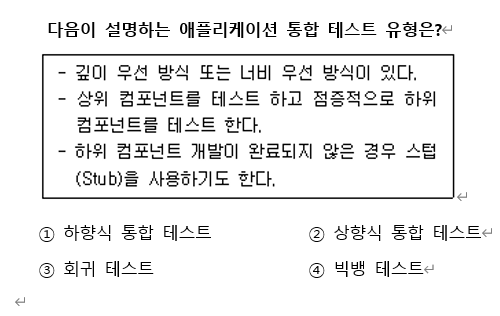 다음이 설명하는 애플리케이션 통합 테스트 유형은?
- 깊이 우선 방식 또는 너비 우선 방식이 있다.
- 상위 컴포넌트를 테스트 하고 점증적으로 하위
컴포넌트를 테스트 한다.
- 하위 컴포넌트 개발이 완료되지 않은 경우 스텁
(Stub)을 사용하기도 한다.
① 하향식 통합 테스트 ② 상향식 통합 테스트
③ 회귀 테스트 ④ 빅뱅 테스트